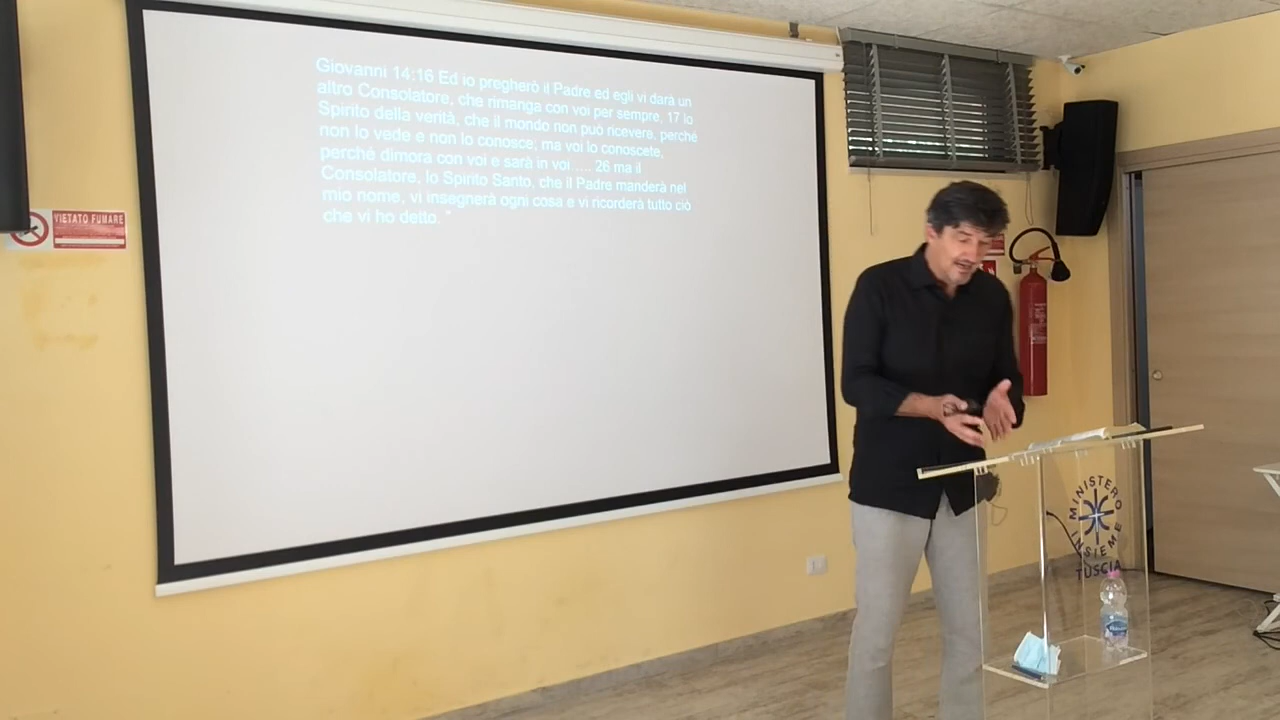 Giovanni 14:16 Ed io pregherò il Padre ed egli vi darà un
altro Consolatore, che rimanga con voi per sempre, 17 lo
Spirito della verità, che il mondo non può ricevere, perché
non lo vede e non lo conosce; ma voi lo conoscete,
perché dimora con voi e sarà in voi….. 26 ma il
Consolatore, lo Spirito Santo, che il Padre manderà nel
mio nome, vi insegnerà ogni cosa e vi ricorderà tutto ciò
che vi ho detto. "
VIETATO FUMARE
MINISTERO
INSIEME
TUSCIA